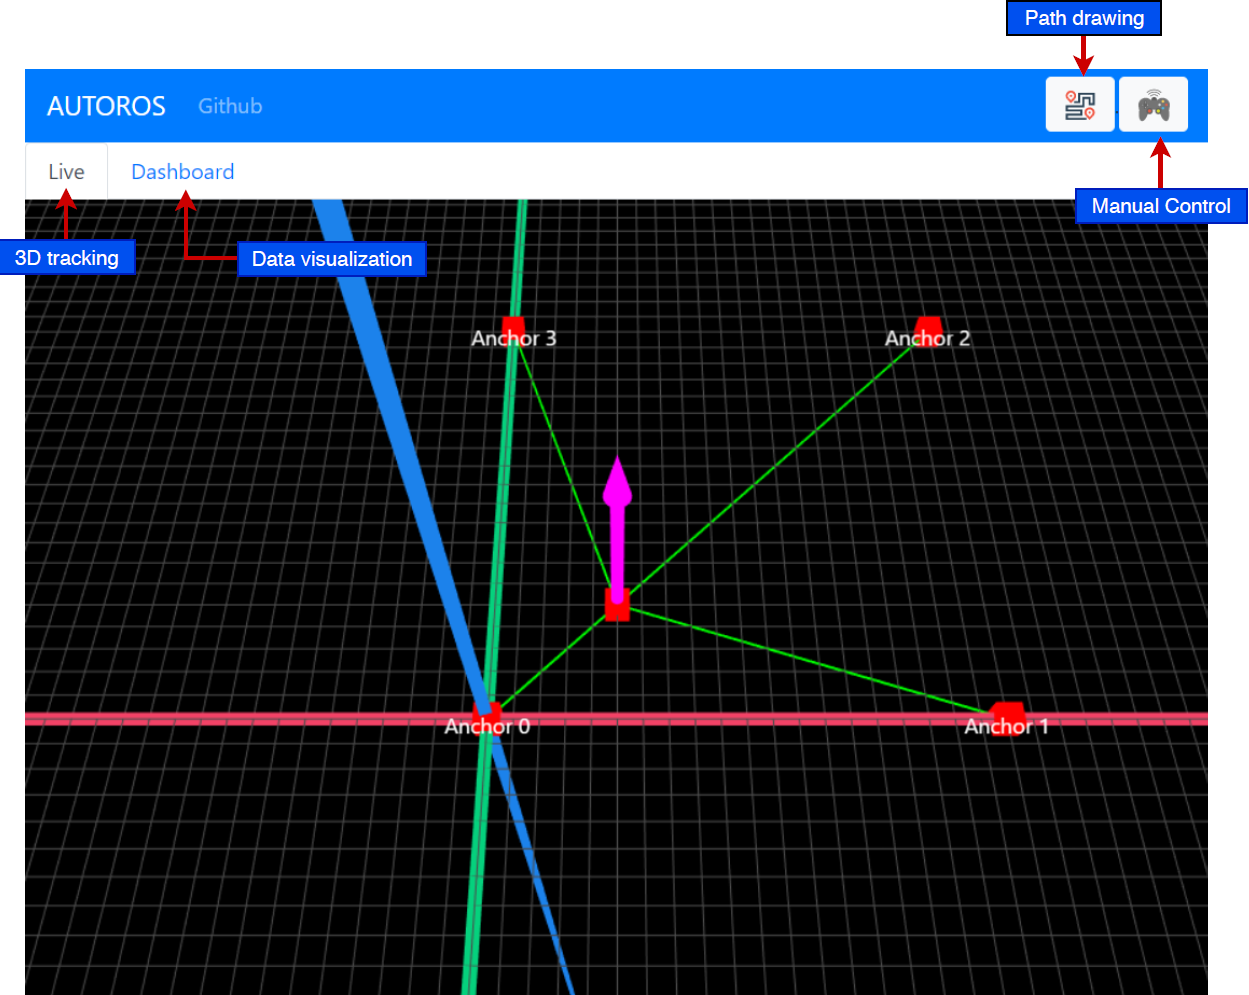 Path drawing
AUTOROS
Github
Live
Dashboard
Manual Control
3D tracking
Data visualization
Anchor 3
Anchor 2
Anchor 0
Anchor 1